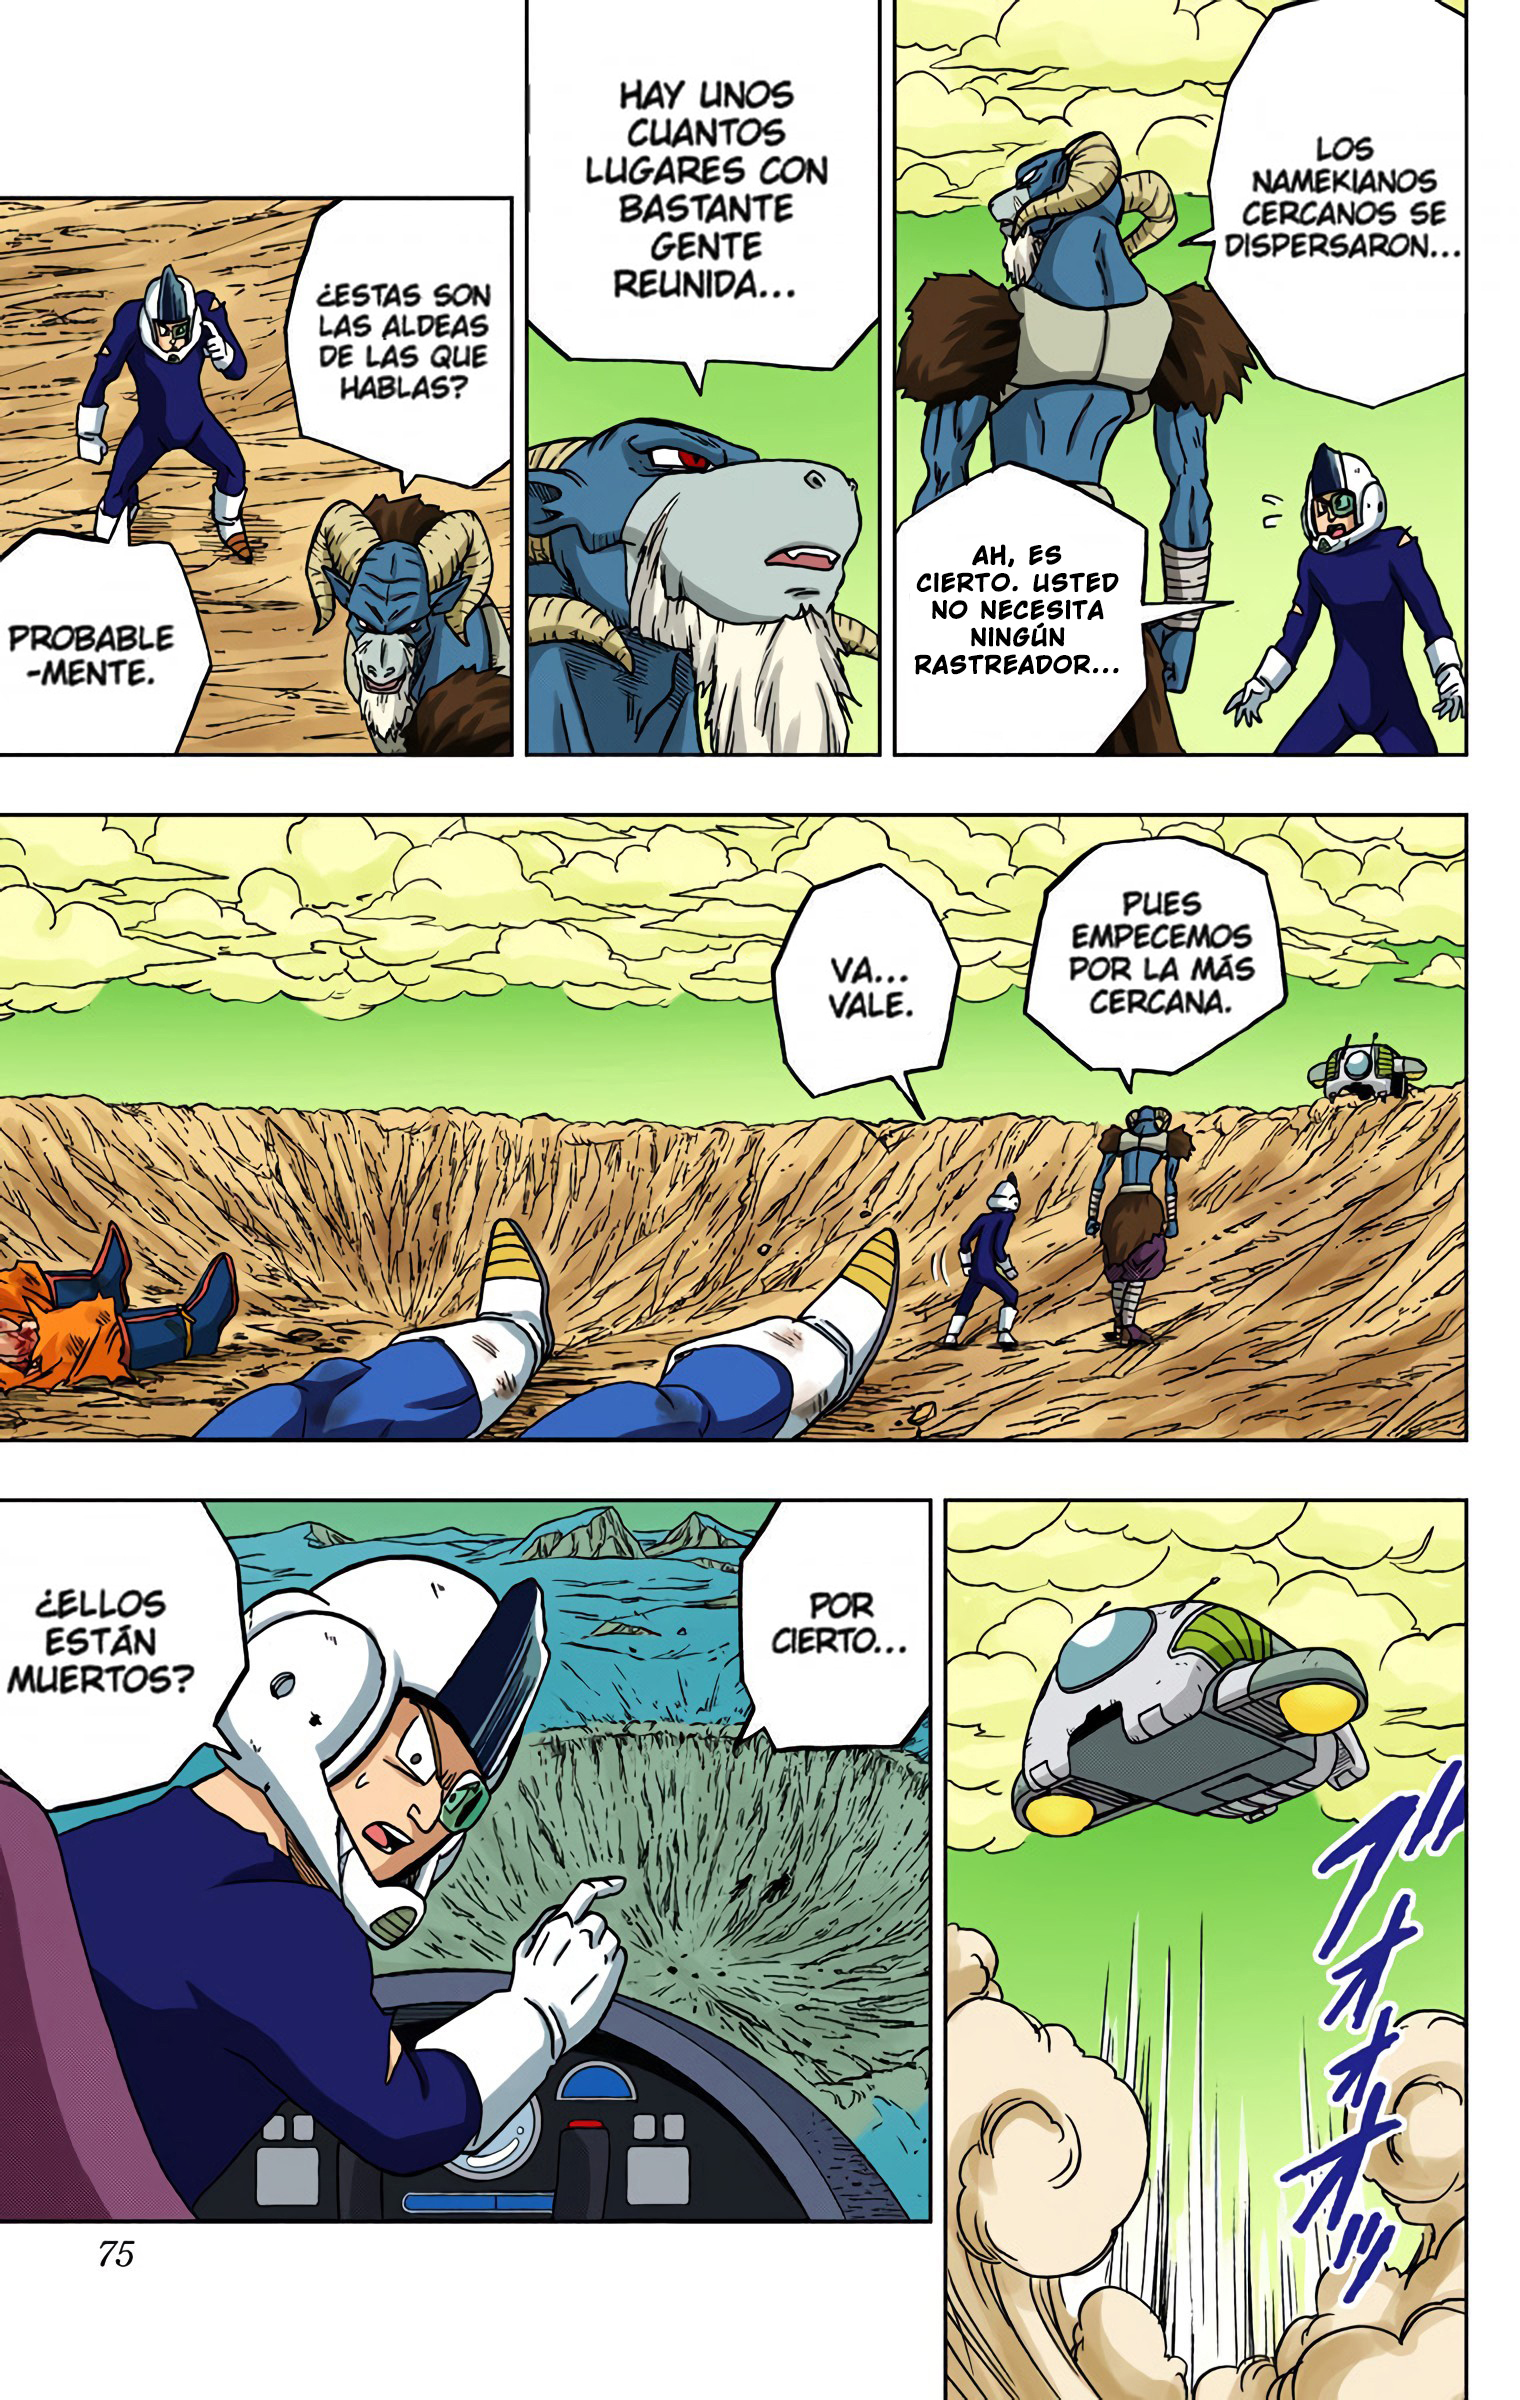 LOS
NAMEKIANOS
CERCANOS SE
DISPERSARON...
AH, ES
CIERTO. USTED
NO NECESITA
NINGÚN
RASTREADOR...
HAY UNOS
CUANTOS
LUGARES CON
BASTANTE
GENTE
REUNIDA...
¿ESTAS SON
LAS ALDEAS
DE LAS QUE
HABLAS?
PROBABLE
-MENTE.
PUES
EMPECEMOS
POR LA MÁS
CERCANA.
VA...
VALE.
ゴオオオオッ
POR
CIERTO...
¿ELLOS
ESTÁN
MUERTOS?
75